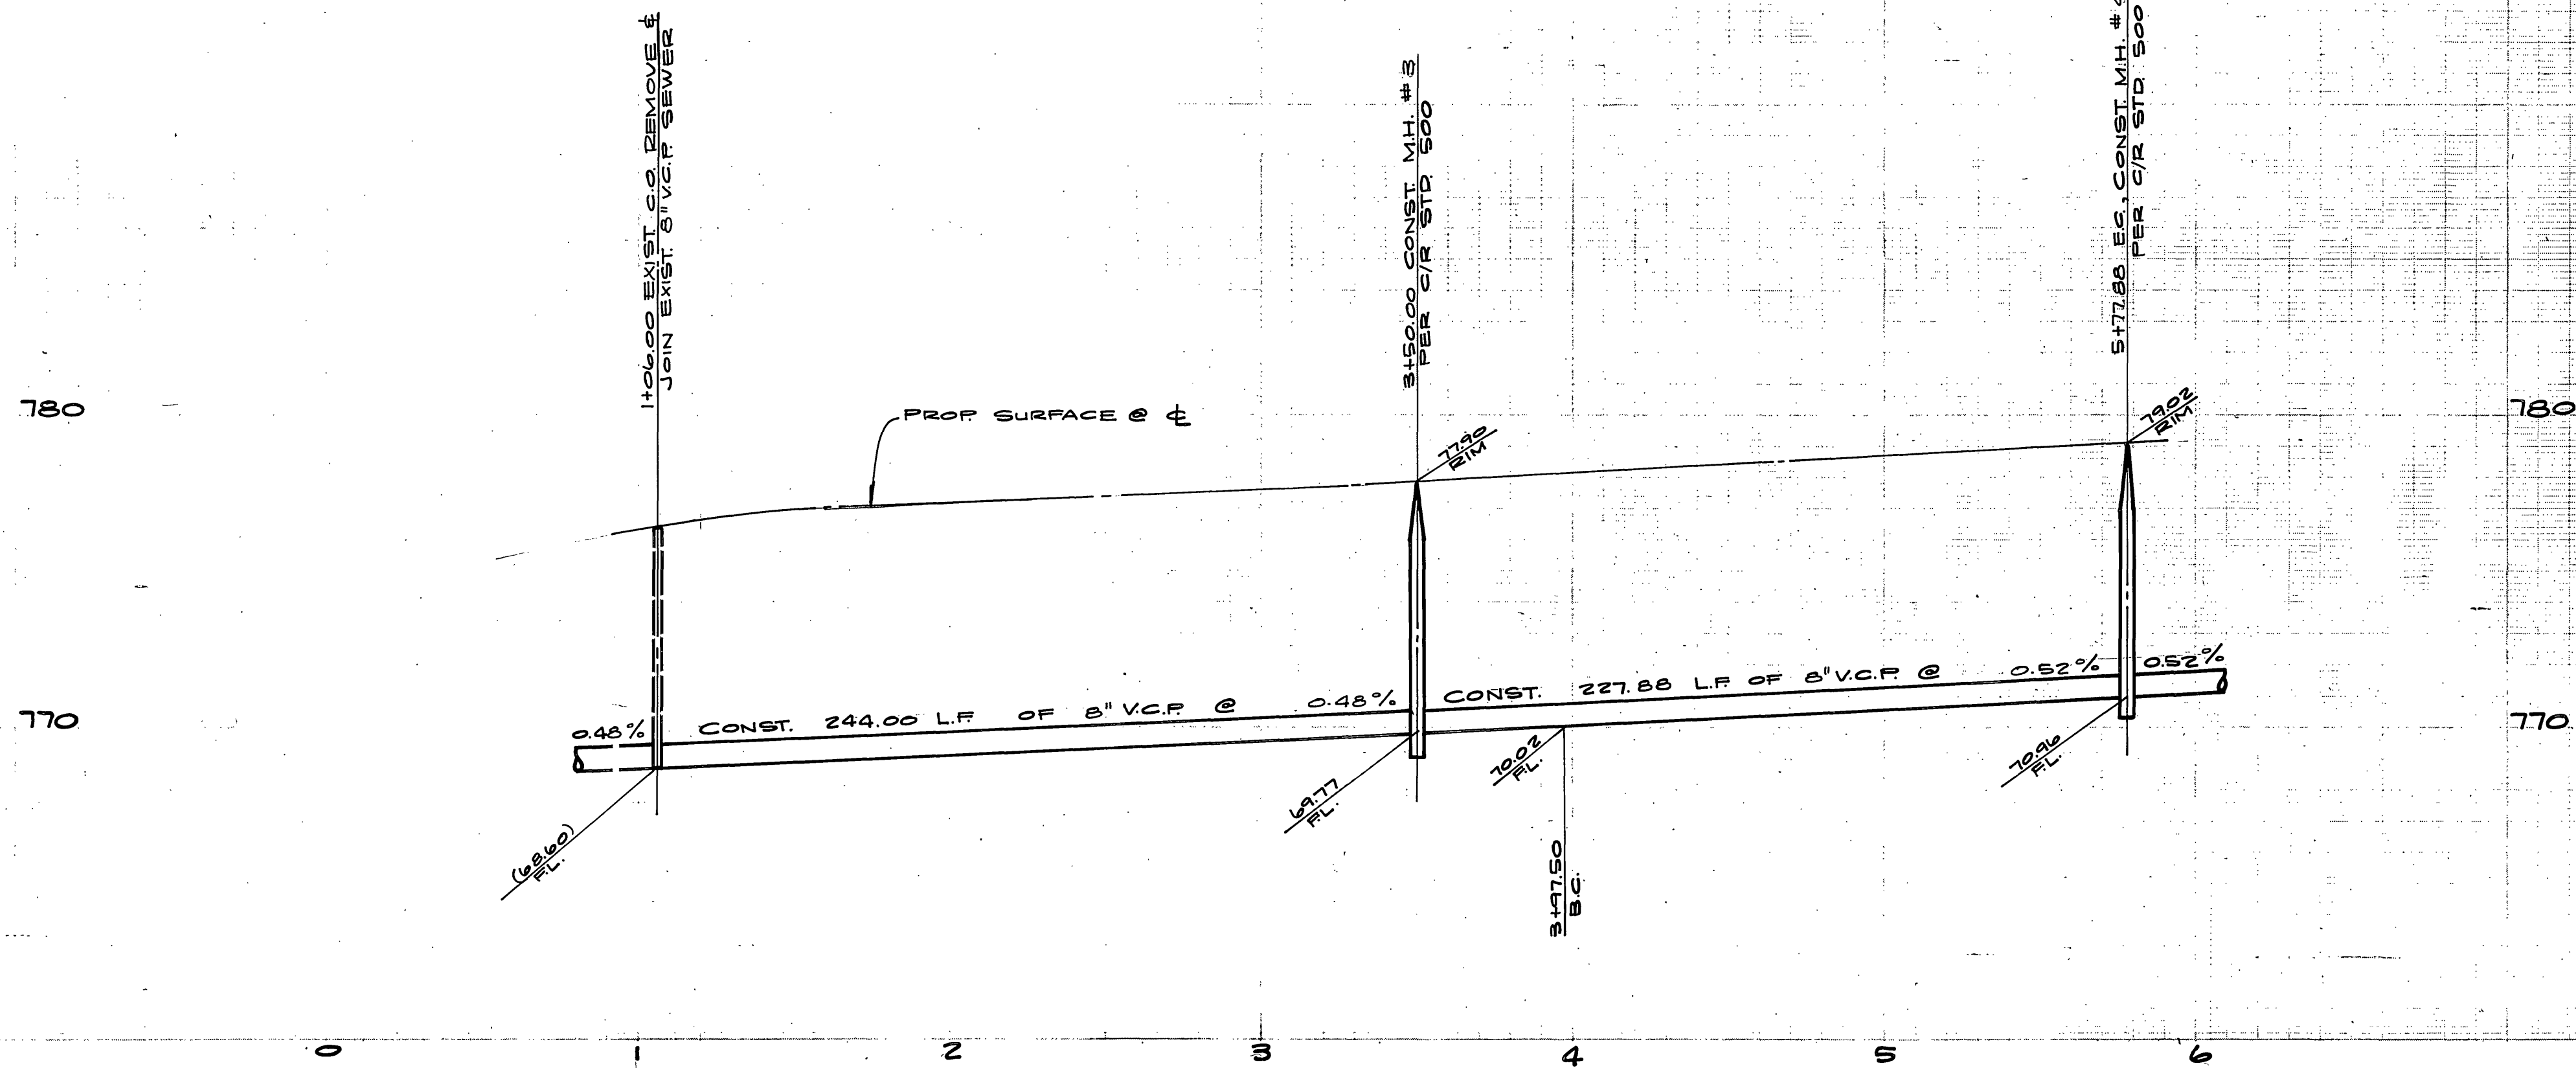 1+06.00 EXIST. C.O. REMOVE &
JOIN EXIST. 8" V.C.P. SEWER
3+50.00 CONST. M.H. #3
PER C/R STD. 500
5+77.88 E.C., CONST. M.H. #
PER C/R STD. 500
780
PROP. SURFACE @ ℄
77.90
RIM
79.02
RIM
780
770
0.48%
CONST. 244.00 L.F. OF 8" V.C.P. @ 0.48%
CONST. 227.88 L.F. OF 8" V.C.P. @ 0.52%
0.52%
770
(68.60)
F.L.
69.77
F.L.
70.02
F.L.
3+97.50
B.C.
70.96
F.L.
0 1 2 3 4 5 6